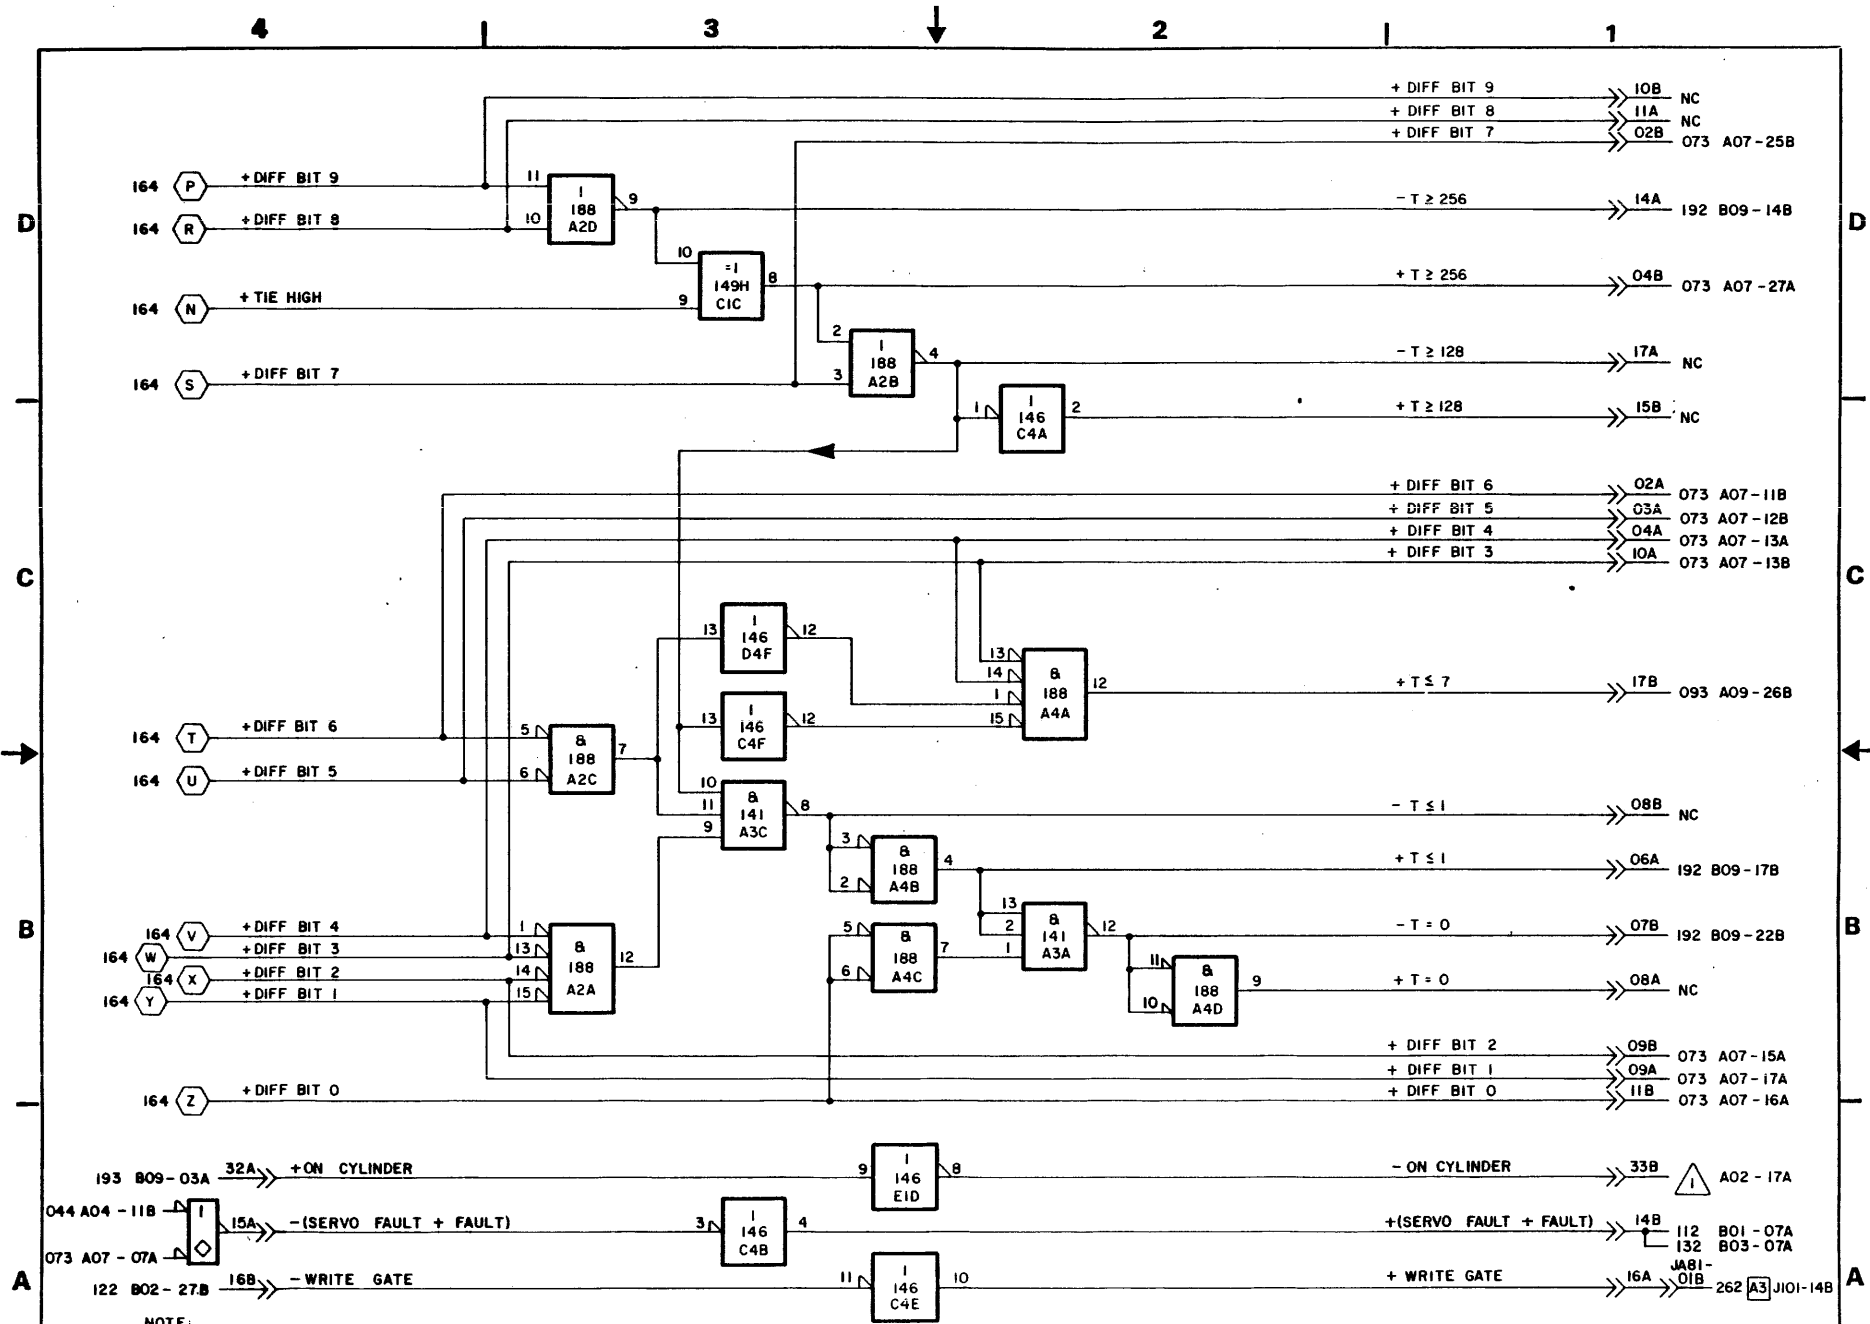 4 3 2 1
+ DIFF BIT 9 10B NC
+ DIFF BIT 8 11A NC
+ DIFF BIT 7 02B 073 A07-25B
164 P +DIFF BIT 9 11
1 188 A2D 9
D 164 R +DIFF BIT 8 10
- T ≥ 256 14A 192 B09-14B D
10 =1 149H C1C 8
+ T ≥ 256 04B 073 A07-27A
164 N + TIE HIGH 9
2 1 188 A2B 4
- T ≥ 128 17A NC
164 S +DIFF BIT 7 3
1 1 146 C4A 2
+ T ≥ 128 15B NC
+ DIFF BIT 6 02A 073 A07-11B
+ DIFF BIT 5 03A 073 A07-12B
+ DIFF BIT 4 04A 073 A07-13A
+ DIFF BIT 3 10A 073 A07-13B
C C
13 1 146 D4F 12
13 14 1 15 & 188 A4A 12
+ T ≤ 7 17B 093 A09-26B
13 1 146 C4F 12
164 T +DIFF BIT 6 5
& 188 A2C 7
164 U +DIFF BIT 5 6
10 11 9 & 141 A3C 8
- T ≤ 1 08B NC
3 2 & 188 A4B 4
+ T ≤ 1 06A 192 B09-17B
B 164 V +DIFF BIT 4 1
164 W +DIFF BIT 3 13
164 X +DIFF BIT 2 14
164 Y +DIFF BIT 1 15
& 188 A2A 12
5 6 & 188 A4C 7
13 2 1 & 141 A3A 12
- T = 0 07B 192 B09-22B B
11 10 & 188 A4D 9
+ T = 0 08A NC
+ DIFF BIT 2 09B 073 A07-15A
+ DIFF BIT 1 09A 073 A07-17A
164 Z +DIFF BIT 0
+ DIFF BIT 0 11B 073 A07-16A
193 B09-03A 32A +ON CYLINDER 9 1 146 E1D 8 - ON CYLINDER 33B 1 A02-17A
044 A04-11B
1
15A -(SERVO FAULT + FAULT) 3 1 146 C4B 4 +(SERVO FAULT + FAULT) 14B 112 B01-07A
132 B03-07A
073 A07-07A
A 122 B02-27B 16B -WRITE GATE 11 1 146 C4E 10 + WRITE GATE 16A JA81-01B 262 A3 J101-14B A
NOTE: